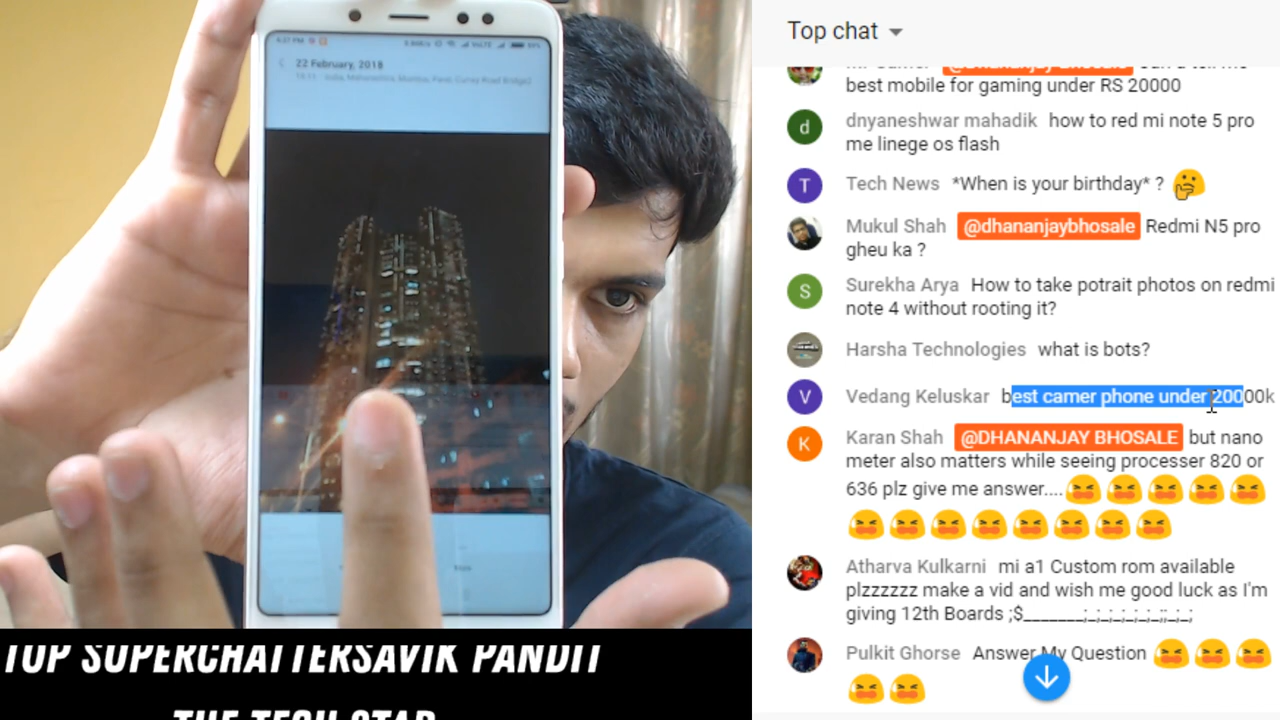 22 February, 2018
TOP SUPERCHATTERSAVIK PANDIT
THE TECH STAR
Top chat
best mobile for gaming under RS 20000
dnyaneshwar mahadik how to red mi note 5 pro
me linege os flash
Tech News *When is your birthday* ?
Mukul Shah @dhananjaybhosale Redmi N5 pro
gheu ka ?
Surekha Arya How to take potrait photos on redmi
note 4 without rooting it?
Harsha Technologies what is bots?
Vedang Keluskar best camer phone under 20000k
Karan Shah @DHANANJAY BHOSALE but nano
meter also matters while seeing processer 820 or
636 plz give me answer....
Atharva Kulkarni mi a1 Custom rom available
plzzzzzz make a vid and wish me good luck as I'm
giving 12th Boards ;$_______;_;_;_;_;_;;_;_;
Pulkit Ghorse Answer My Question